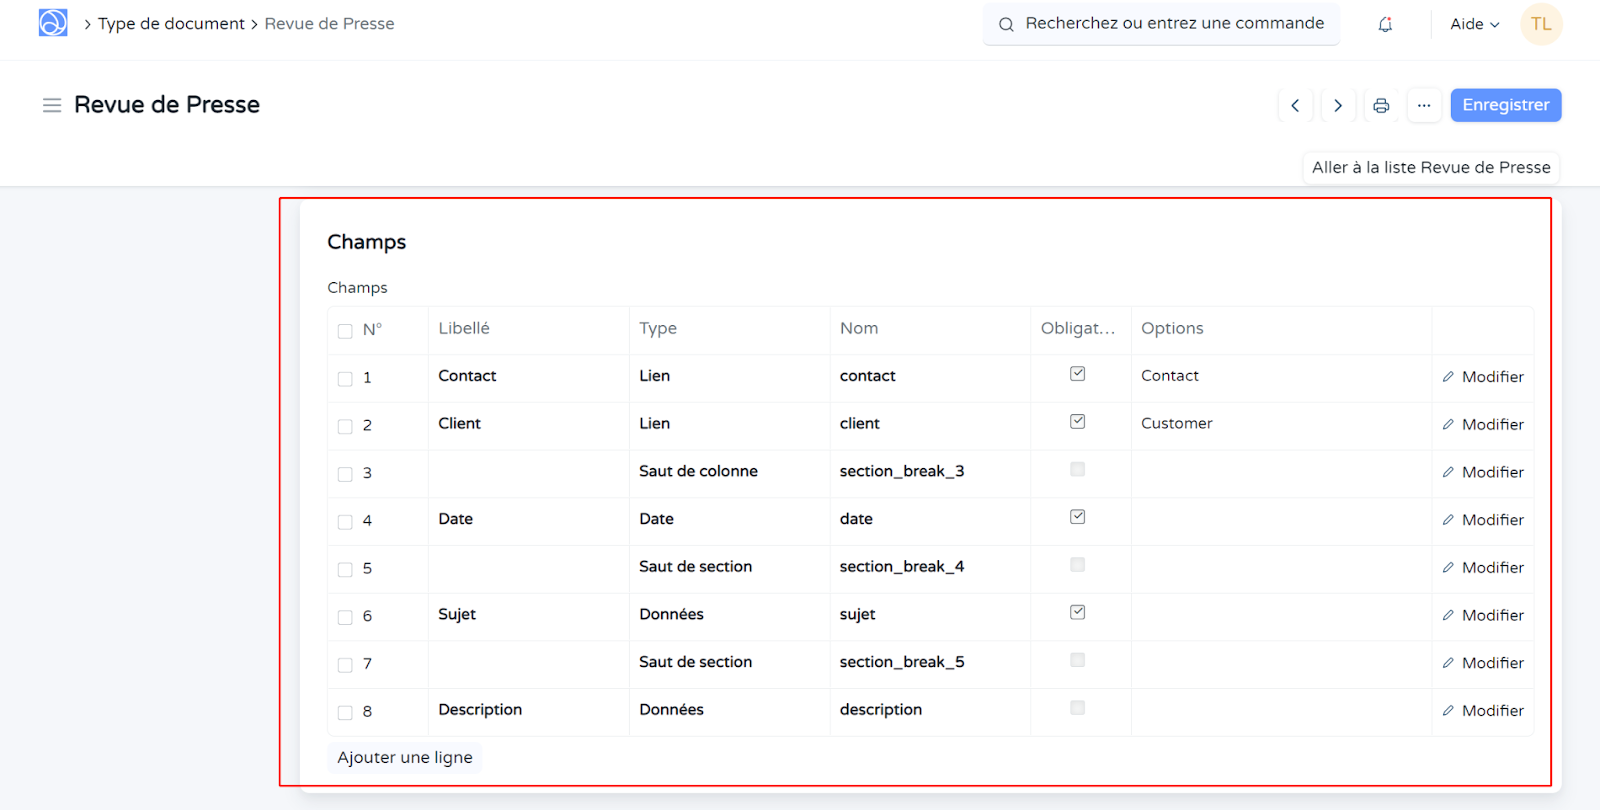 Type de document > Revue de Presse
Recherchez ou entrez une commande
Aide
TL
Revue de Presse
...
Enregistrer
Aller à la liste Revue de Presse
Champs
Champs
N° Libellé Type Nom Obligat... Options
1 Contact Lien contact Contact Modifier
2 Client Lien client Customer Modifier
3 Saut de colonne section_break_3 Modifier
4 Date Date date Modifier
5 Saut de section section_break_4 Modifier
6 Sujet Données sujet Modifier
7 Saut de section section_break_5 Modifier
8 Description Données description Modifier
Ajouter une ligne